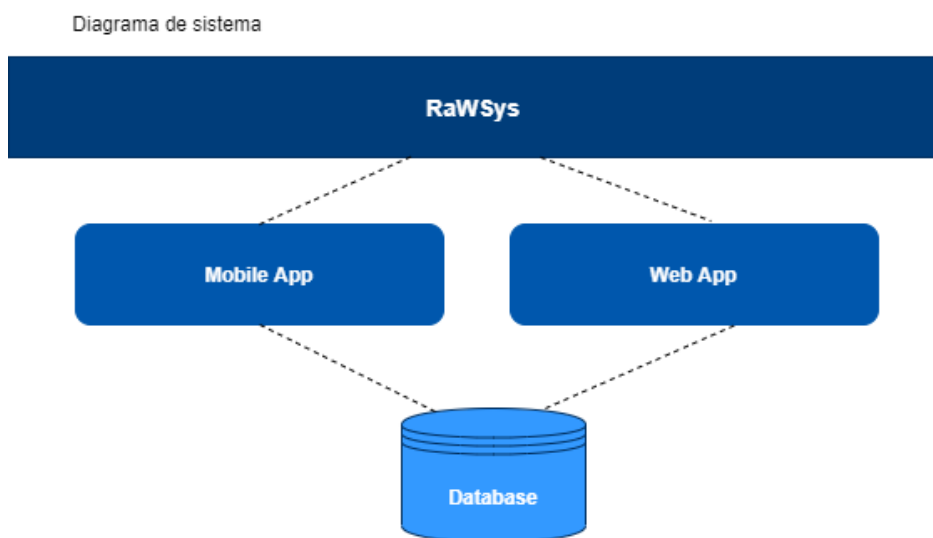 Diagrama de sistema
RaWSys
Mobile App
Web App
Database